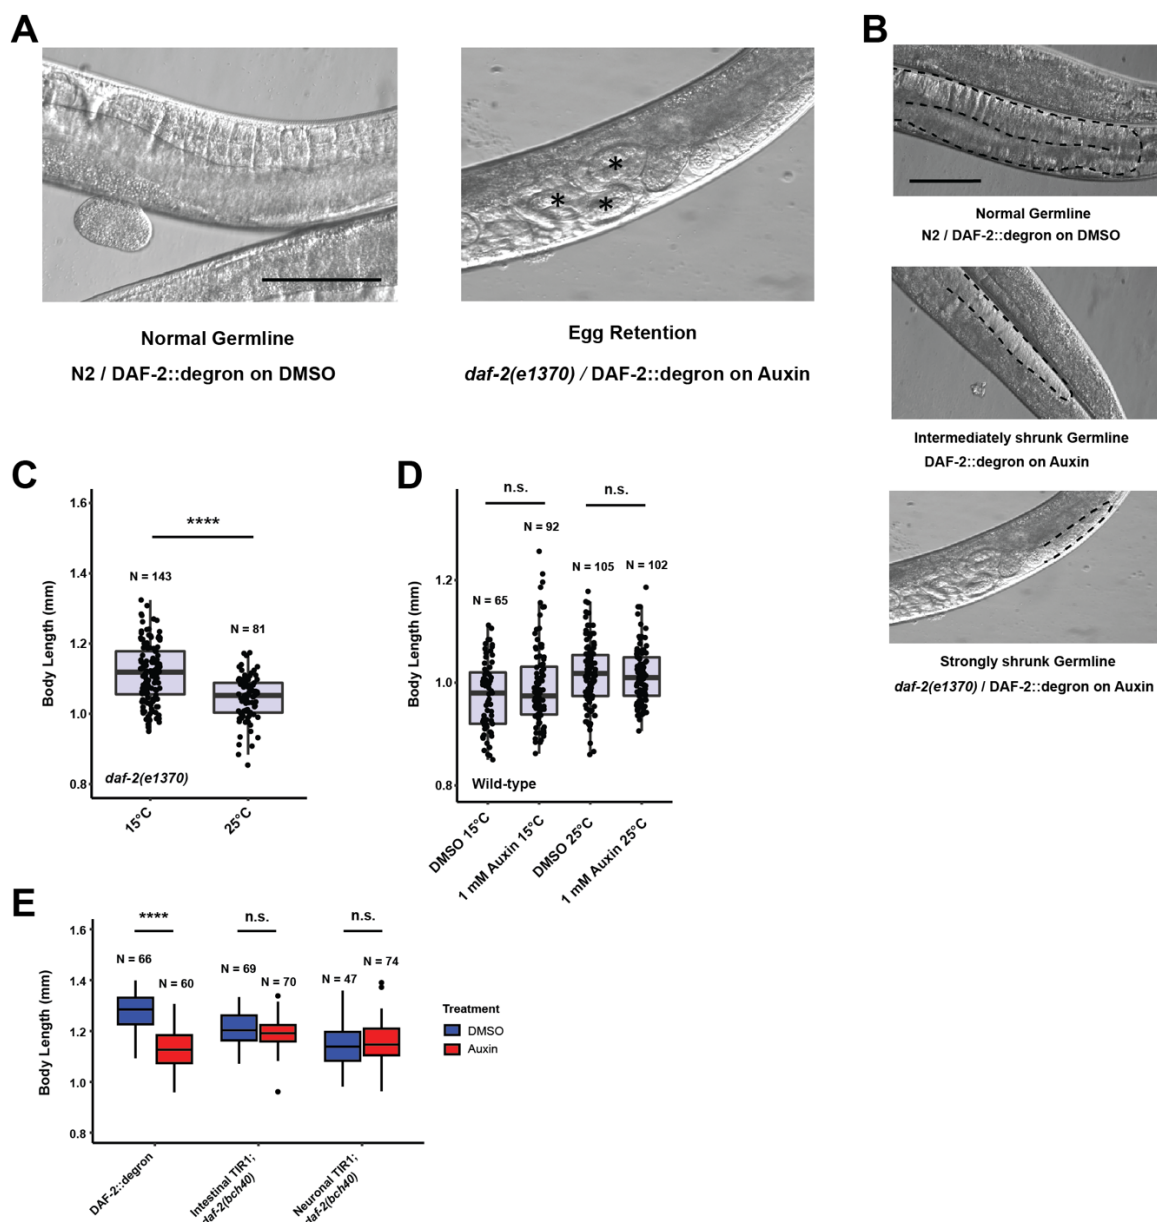 A
B
Normal Germline
N2 / DAF-2::degron on DMSO
*
*
*
Egg Retention
daf-2(e1370) / DAF-2::degron on Auxin
Normal Germline
N2 / DAF-2::degron on DMSO
Intermediately shrunk Germline
DAF-2::degron on Auxin
Strongly shrunk Germline
daf-2(e1370) / DAF-2::degron on Auxin
C
Body Length (mm)
1.6
1.4
1.2
1.0
0.8
****
N = 143
N = 81
daf-2(e1370)
15°C
25°C
D
Body Length (mm)
1.2
1.0
0.8
n.s.
n.s.
N = 65
N = 92
N = 105
N = 102
Wild-type
DMSO 15°C
1 mM Auxin 15°C
DMSO 25°C
1 mM Auxin 25°C
E
Body Length (mm)
1.6
1.4
1.2
1.0
0.8
****
n.s.
n.s.
N = 66
N = 60
N = 69
N = 70
N = 47
N = 74
DAF-2::degron
Intestinal TIR1;
daf-2(bch40)
Neuronal TIR1;
daf-2(bch40)
Treatment
DMSO
Auxin